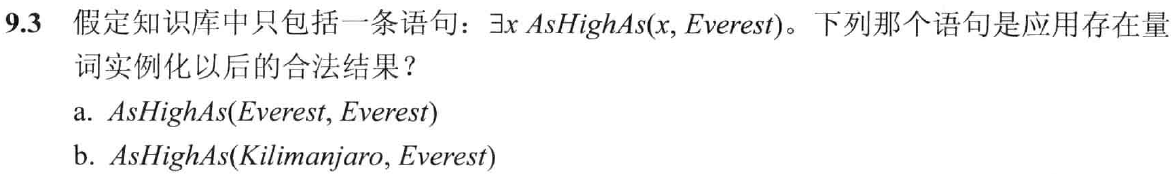 9.3 假定知识库中只包括一条语句：∃x AsHighAs(x, Everest)。下列那个语句是应用存在量
词实例化以后的合法结果？
a. AsHighAs(Everest, Everest)
b. AsHighAs(Kilimanjaro, Everest)